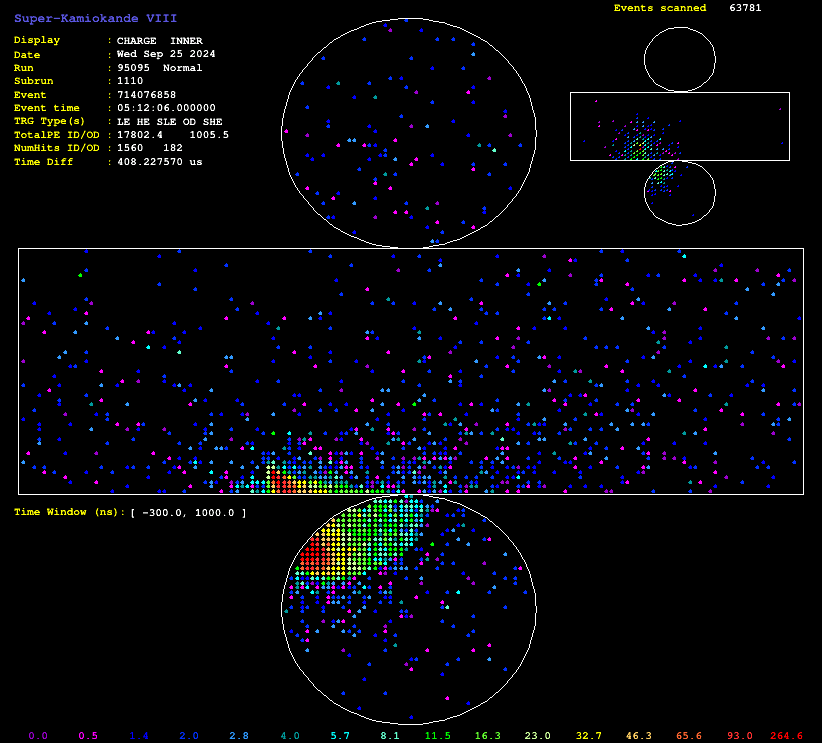 Super-Kamiokande VIII
Events scanned 63781
Display : CHARGE INNER
Date : Wed Sep 25 2024
Run : 95095 Normal
Subrun : 1110
Event : 714076858
Event time : 05:12:06.000000
TRG Type(s) : LE HE SLE OD SHE
TotalPE ID/OD : 17802.4 1005.5
NumHits ID/OD : 1560 182
Time Diff : 408.227570 us
Time Window (ns): [ -300.0, 1000.0 ]
0.0 0.5 1.4 2.0 2.8 4.0 5.7 8.1 11.5 16.3 23.0 32.7 46.3 65.6 93.0 264.6